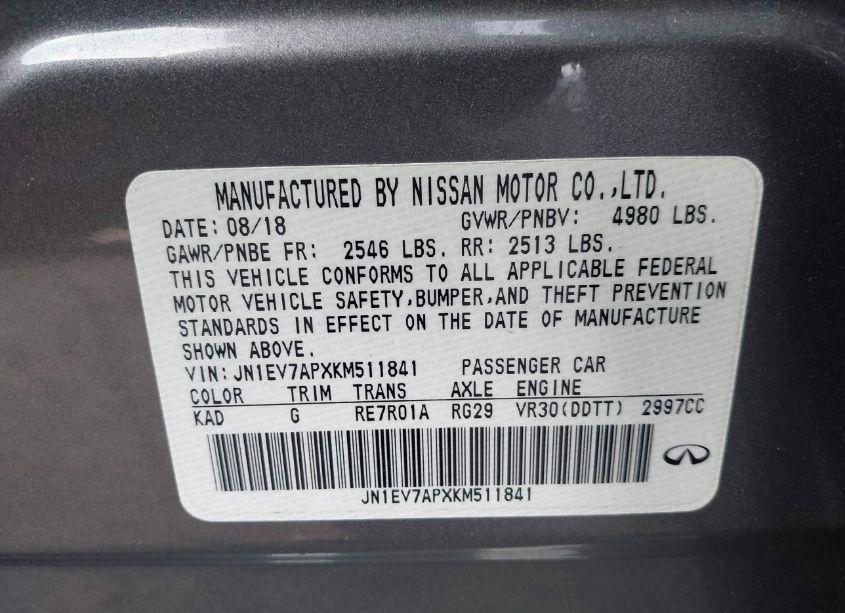 MANUFACTURED BY NISSAN MOTOR CO.,LTD.
DATE: 08/18 GVWR/PNBV: 4980 LBS.
GAWR/PNBE FR: 2546 LBS. RR: 2513 LBS.
THIS VEHICLE CONFORMS TO ALL APPLICABLE FEDERAL
MOTOR VEHICLE SAFETY,BUMPER,AND THEFT PREVENTION
STANDARDS IN EFFECT ON THE DATE OF MANUFACTURE
SHOWN ABOVE.
VIN:JN1EV7APXKM511841 PASSENGER CAR
COLOR TRIM TRANS AXLE ENGINE
KAD G RE7R01A RG29 VR30(DDTT) 2997CC
JN1EV7APXKM511841